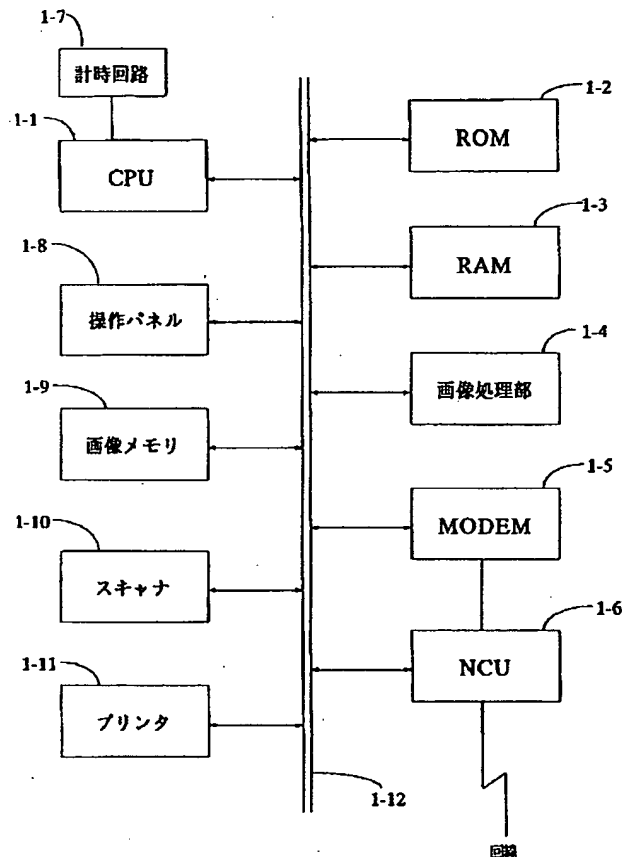 1-7
計時回路
1-1
CPU
1-2
ROM
1-3
RAM
1-8
操作パネル
1-4
画像処理部
1-9
画像メモリ
1-5
MODEM
1-10
スキャナ
1-6
NCU
1-11
プリンタ
1-12
回線